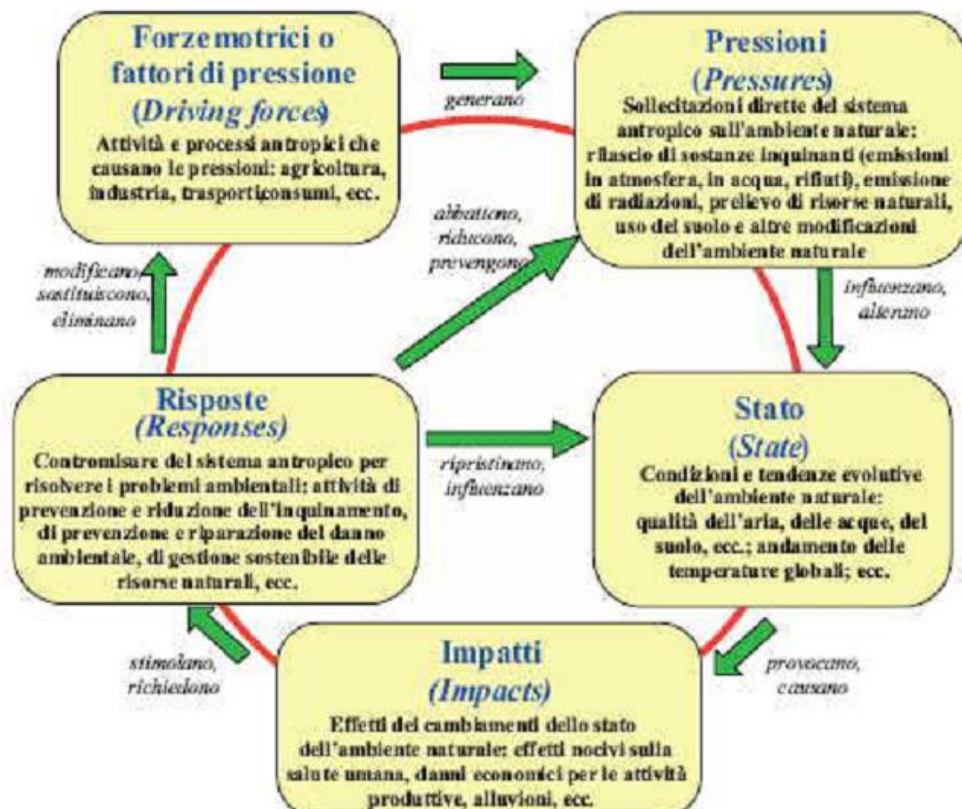 Forze motrici o
fattori di pressione
(Driving forces)
Attività e processi antropici che
causano le pressioni: agricoltura,
industria, trasporti,consumi, ecc.
generano
Pressioni
(Pressures)
Sollecitazioni dirette del sistema
antropico sull'ambiente naturale:
rilascio di sostanze inquinanti (emissioni
in atmosfera, in acqua, rifiuti), emissione
di radiazioni, prelievo di risorse naturali,
uso del suolo e altre modificazioni
dell'ambiente naturale
abbattono,
riducono,
prevengono
modificano,
sostituiscono,
eliminano
influenzano,
alterano
Risposte
(Responses)
Contromisure del sistema antropico per
risolvere i problemi ambientali: attività di
prevenzione e riduzione dell'inquinamento,
di prevenzione e riparazione del danno
ambientale, di gestione sostenibile delle
risorse naturali, ecc.
ripristinano,
influenzano
Stato
(State)
Condizioni e tendenze evolutive
dell'ambiente naturale:
qualità dell'aria, delle acque, del
suolo, ecc.; andamento delle
temperature globali; ecc.
stimolano,
richiedono
Impatti
(Impacts)
Effetti dei cambiamenti dello stato
dell'ambiente naturale: effetti nocivi sulla
salute umana, danni economici per le attività
produttive, alluvioni, ecc.
provocano,
causano